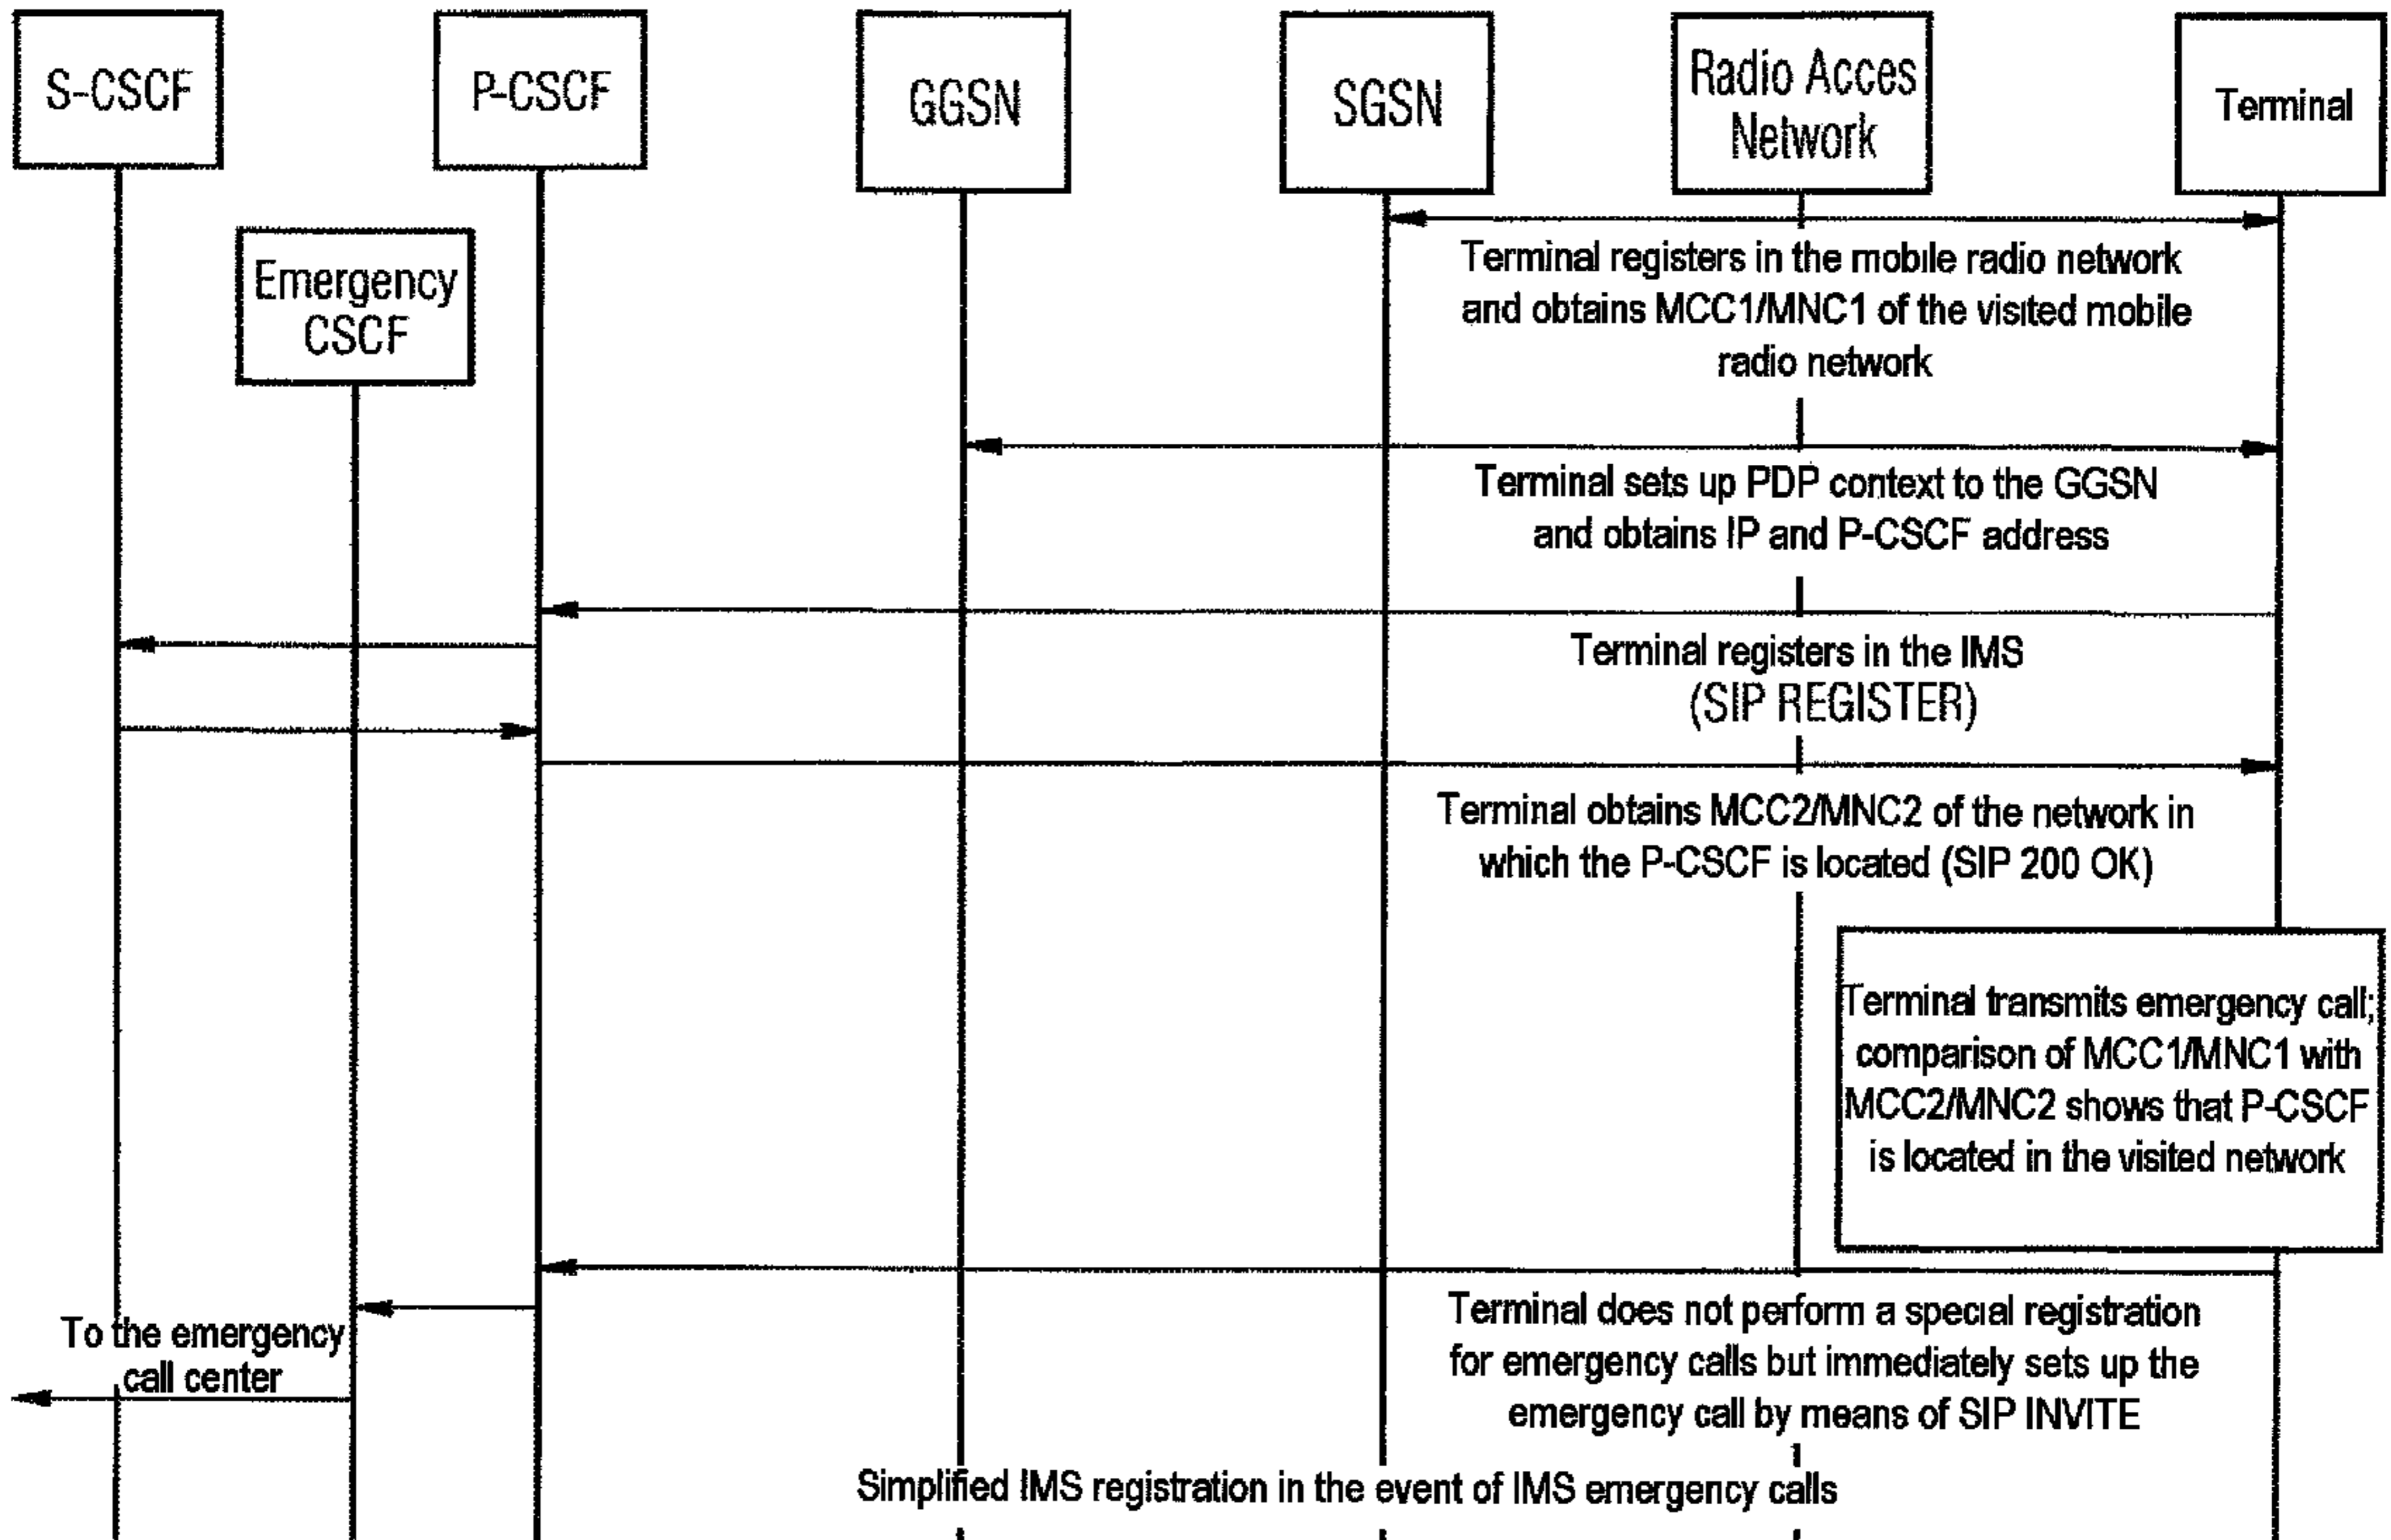 S-CSCF
P-CSCF
GGSN
SGSN
Radio Acces
Network
Terminal
Emergency
CSCF
Terminal registers in the mobile radio network
and obtains MCC1/MNC1 of the visited mobile
radio network
Terminal sets up PDP context to the GGSN
and obtains IP and P-CSCF address
Terminal registers in the IMS
(SIP REGISTER)
Terminal obtains MCC2/MNC2 of the network in
which the P-CSCF is located (SIP 200 OK)
Terminal transmits emergency call;
comparison of MCC1/MNC1 with
MCC2/MNC2 shows that P-CSCF
is located in the visited network
To the emergency
call center
Terminal does not perform a special registration
for emergency calls but immediately sets up the
emergency call by means of SIP INVITE
Simplified IMS registration in the event of IMS emergency calls